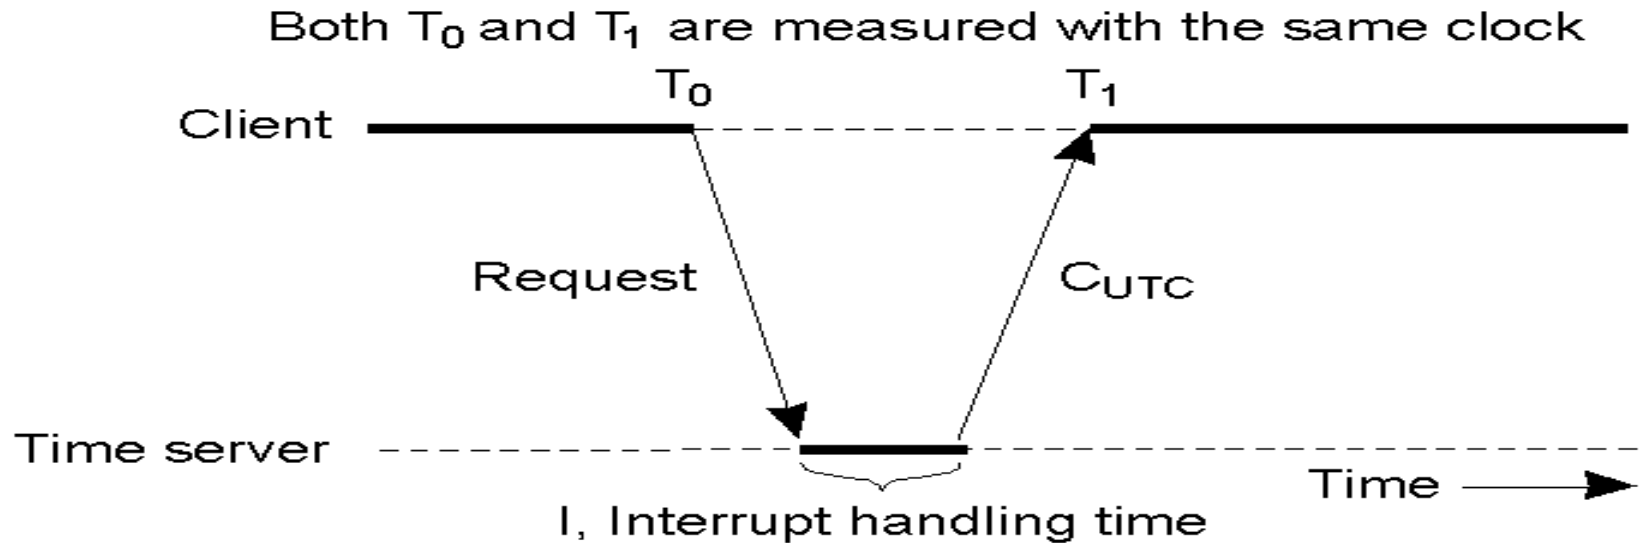 Both T₀ and T₁ are measured with the same clock
T₀
T₁
Client
Request
C_UTC
Time server
Time
I, Interrupt handling time